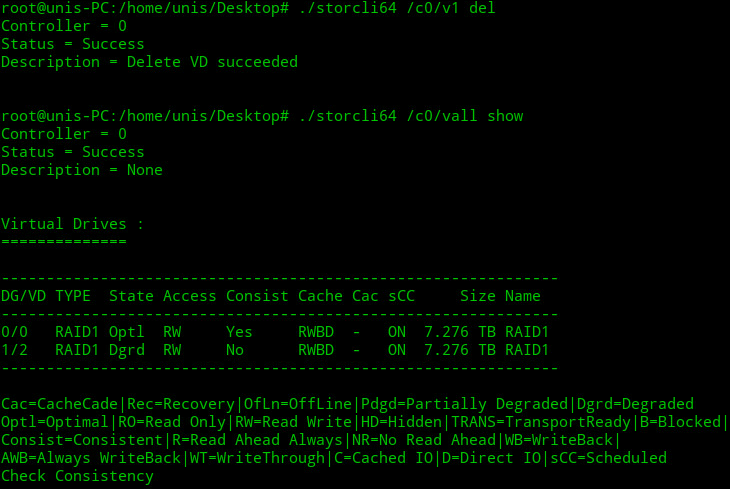 root@unis-PC:/home/unis/Desktop# ./storcli64 /c0/v1 del
Controller = 0
Status = Success
Description = Delete VD succeeded
root@unis-PC:/home/unis/Desktop# ./storcli64 /c0/vall show
Controller = 0
Status = Success
Description = None
Virtual Drives :
==============
--------------------------------------------------------------
DG/VD TYPE  State Access Consist Cache Cac sCC     Size Name
--------------------------------------------------------------
0/0   RAID1 Optl  RW     Yes     RWBD  -   ON  7.276 TB RAID1
1/2   RAID1 Dgrd  RW     No      RWBD  -   ON  7.276 TB RAID1
--------------------------------------------------------------
Cac=CacheCade|Rec=Recovery|OfLn=OffLine|Pdgd=Partially Degraded|Dgrd=Degraded
Optl=Optimal|RO=Read Only|RW=Read Write|HD=Hidden|TRANS=TransportReady|B=Blocked|
Consist=Consistent|R=Read Ahead Always|NR=No Read Ahead|WB=WriteBack|
AWB=Always WriteBack|WT=WriteThrough|C=Cached IO|D=Direct IO|sCC=Scheduled
Check Consistency